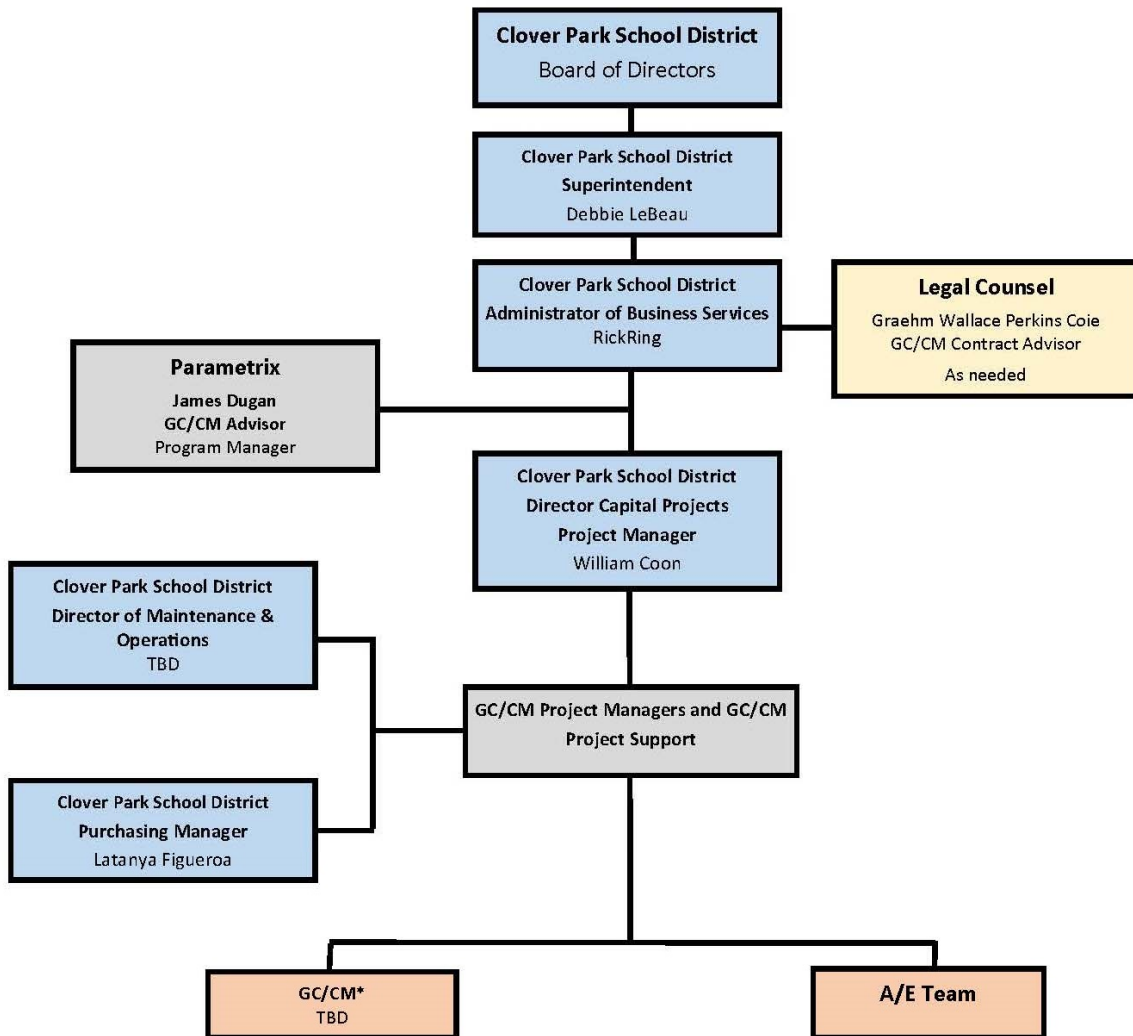 Clover Park School District
Board of Directors
Clover Park School District
Superintendent
Debbie LeBeau
Clover Park School District
Administrator of Business Services
RickRing
Legal Counsel
Graehm Wallace Perkins Coie
GC/CM Contract Advisor
As needed
Parametrix
James Dugan
GC/CM Advisor
Program Manager
Clover Park School District
Director Capital Projects
Project Manager
William Coon
Clover Park School District
Director of Maintenance &
Operations
TBD
GC/CM Project Managers and GC/CM
Project Support
Clover Park School District
Purchasing Manager
Latanya Figueroa
GC/CM*
TBD
A/E Team